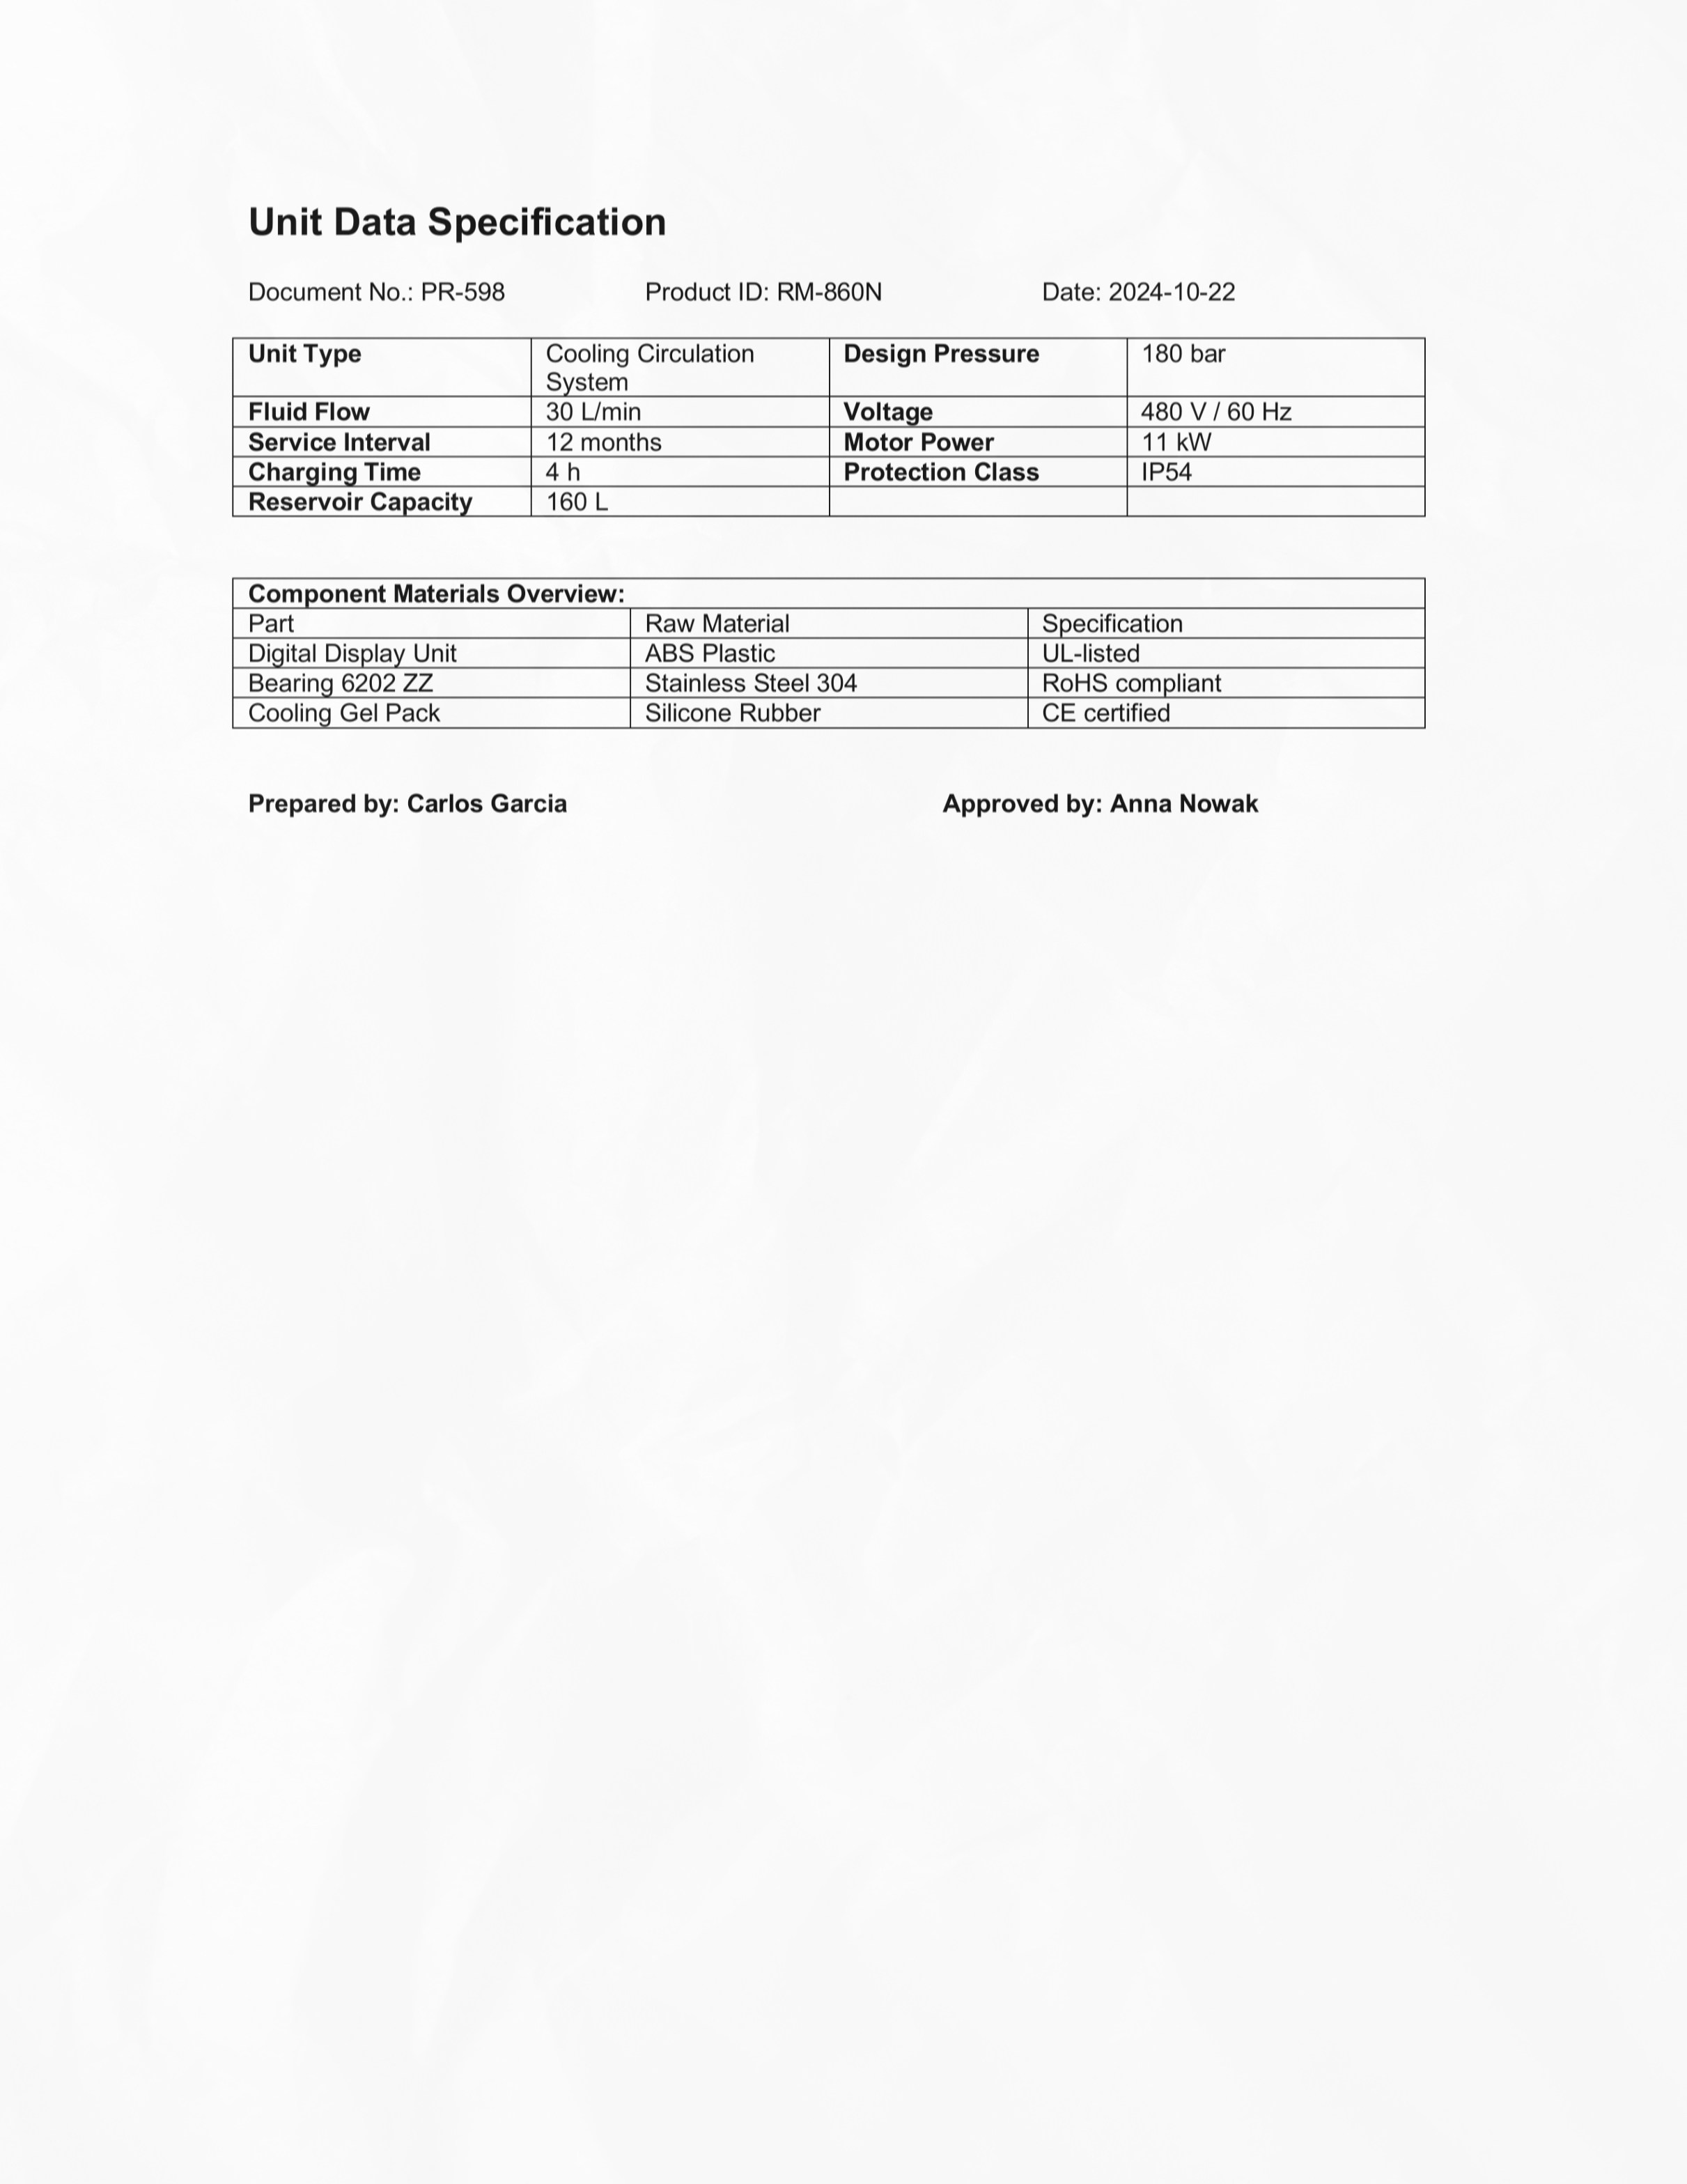 Unit Data Specification
Document No.: PR-598 Product ID: RM-860N Date: 2024-10-22
Unit Type Cooling Circulation System Design Pressure 180 bar
Fluid Flow 30 L/min Voltage 480 V / 60 Hz
Service Interval 12 months Motor Power 11 kW
Charging Time 4 h Protection Class IP54
Reservoir Capacity 160 L
Component Materials Overview:
Part Raw Material Specification
Digital Display Unit ABS Plastic UL-listed
Bearing 6202 ZZ Stainless Steel 304 RoHS compliant
Cooling Gel Pack Silicone Rubber CE certified
Prepared by: Carlos Garcia Approved by: Anna Nowak